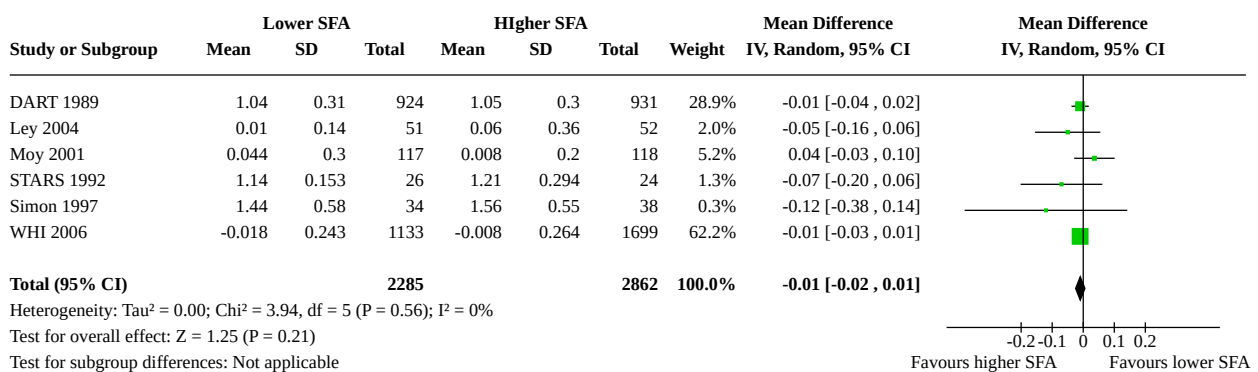 Lower SFA HIgher SFA Mean Difference Mean Difference
Study or Subgroup Mean SD Total Mean SD Total Weight IV, Random, 95% CI IV, Random, 95% CI
DART 1989 1.04 0.31 924 1.05 0.3 931 28.9% -0.01 [-0.04 , 0.02]
Ley 2004 0.01 0.14 51 0.06 0.36 52 2.0% -0.05 [-0.16 , 0.06]
Moy 2001 0.044 0.3 117 0.008 0.2 118 5.2% 0.04 [-0.03 , 0.10]
STARS 1992 1.14 0.153 26 1.21 0.294 24 1.3% -0.07 [-0.20 , 0.06]
Simon 1997 1.44 0.58 34 1.56 0.55 38 0.3% -0.12 [-0.38 , 0.14]
WHI 2006 -0.018 0.243 1133 -0.008 0.264 1699 62.2% -0.01 [-0.03 , 0.01]
Total (95% CI) 2285 2862 100.0% -0.01 [-0.02 , 0.01]
Heterogeneity: Tau² = 0.00; Chi² = 3.94, df = 5 (P = 0.56); I² = 0%
Test for overall effect: Z = 1.25 (P = 0.21)
-0.2 -0.1 0 0.1 0.2
Test for subgroup differences: Not applicable
Favours higher SFA Favours lower SFA